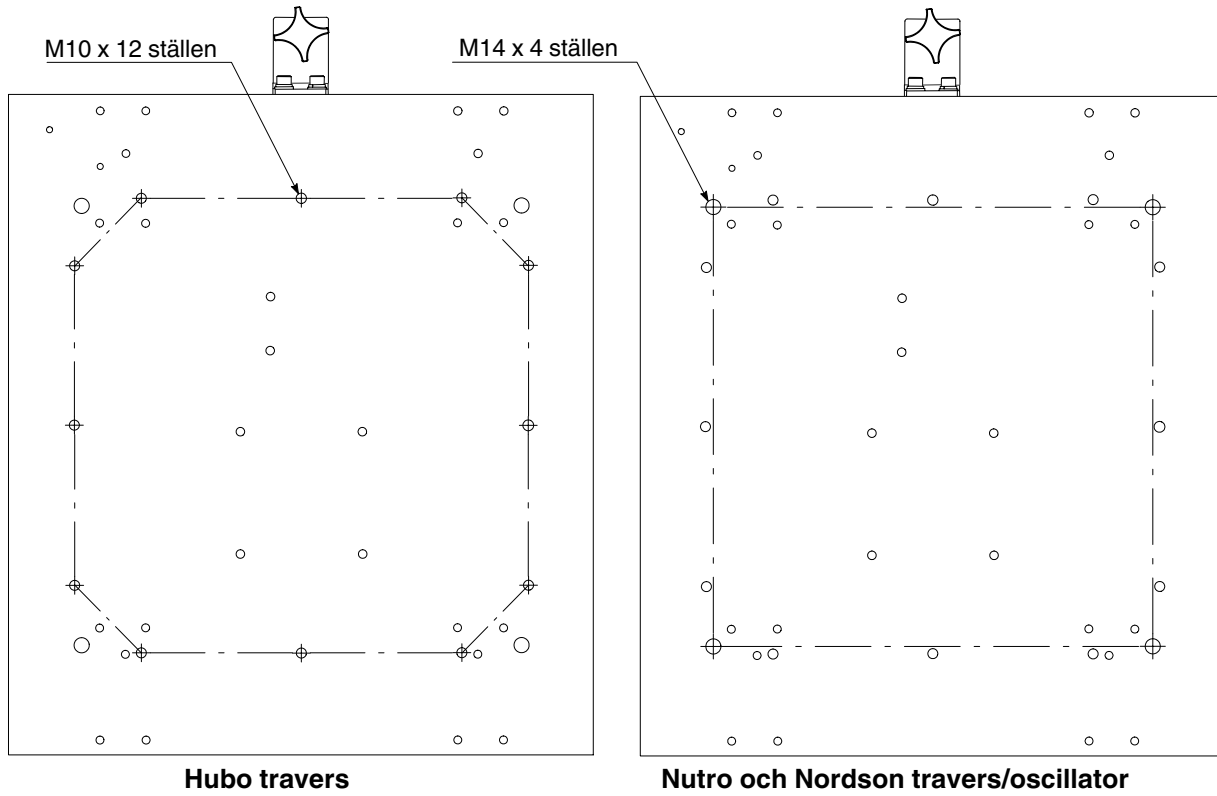 M10 x 12 ställen
M14 x 4 ställen
Hubo travers
Nutro och Nordson travers/oscillator